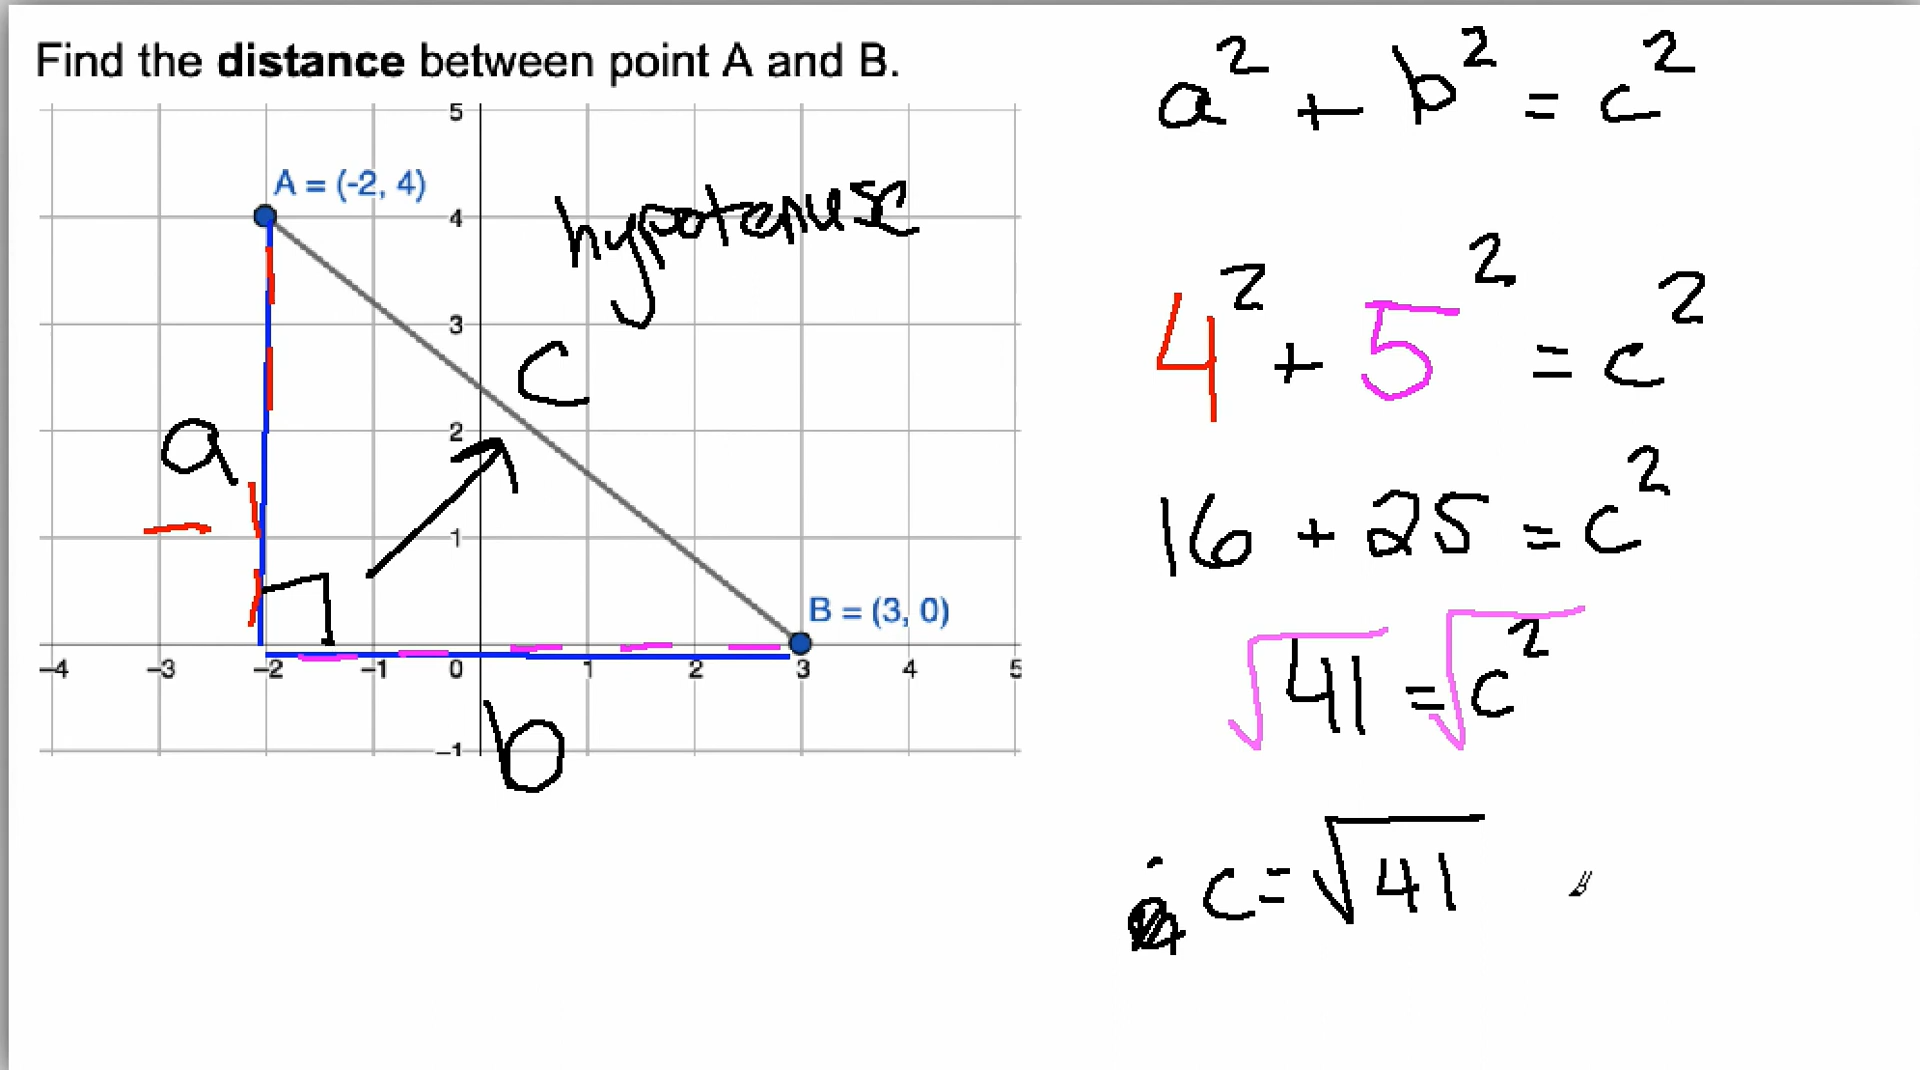 Find the distance between point A and B.
5
A = (-2, 4)
hypotenuse
4
3
c
a
2
1
B = (3, 0)
–4 –3 –2 –1 0 1 2 3 4 5
b
–1
a² + b² = c²
4² + 5² = c²
16 + 25 = c²
√41 = √c²
c = √41